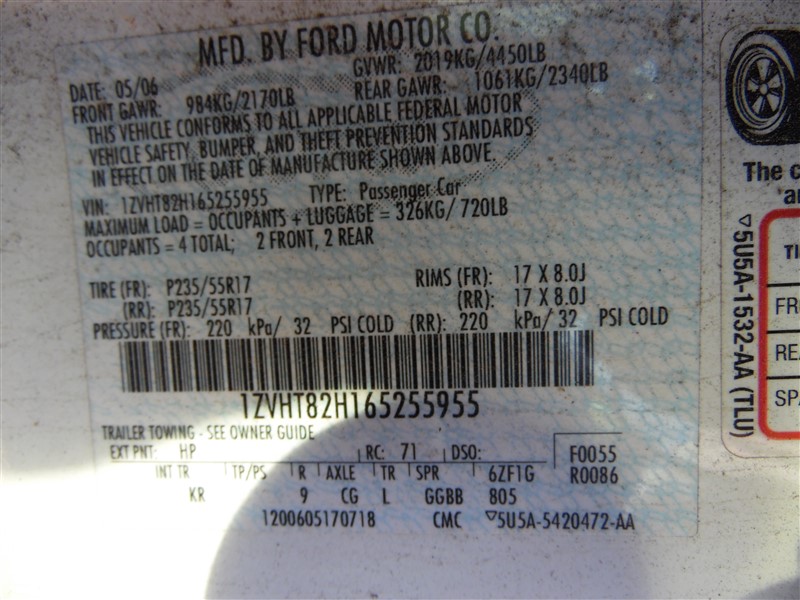 MFD. BY FORD MOTOR CO.
DATE: 05/06 GVWR: 2019KG/4450LB
FRONT GAWR: 984KG/2170LB REAR GAWR: 1061KG/2340LB
THIS VEHICLE CONFORMS TO ALL APPLICABLE FEDERAL MOTOR
VEHICLE SAFETY, BUMPER, AND THEFT PREVENTION STANDARDS
IN EFFECT ON THE DATE OF MANUFACTURE SHOWN ABOVE.
VIN: 1ZVHT82H165255955 TYPE: Passenger Car
MAXIMUM LOAD = OCCUPANTS + LUGGAGE = 326KG/ 720LB
OCCUPANTS = 4 TOTAL; 2 FRONT, 2 REAR
TIRE (FR): P235/55R17 RIMS (FR): 17 X 8.0J
(RR): P235/55R17 (RR): 17 X 8.0J
PRESSURE (FR): 220 kPa/ 32 PSI COLD (RR): 220 kPa/ 32 PSI COLD
1ZVHT82H165255955
TRAILER TOWING - SEE OWNER GUIDE
EXT PNT: HP RC: 71 DSO: F0055
INT TR TP/PS R AXLE TR SPR 6ZF1G R0086
KR 9 CG L GGBB 805
1200605170718 CMC ▽5U5A-5420472-AA
The c
a
▽5U5A-1532-AA (TLU)
TI
FR
REA
SPA